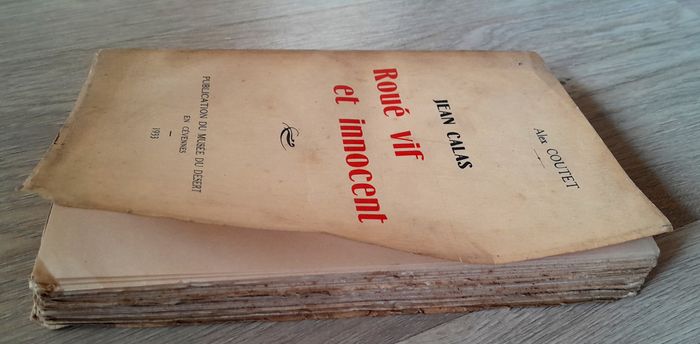 Alex COUTET
JEAN CALAS
Roué vif
et innocent
PUBLICATION DU MUSÉE DU DÉSERT
EN CÉVENNES
1933